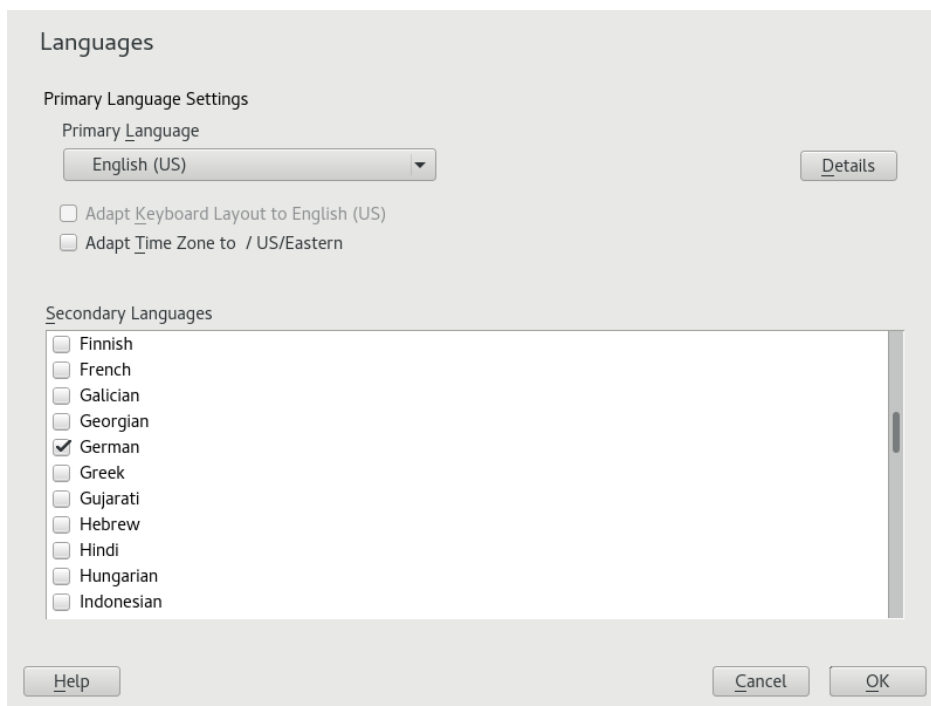 Languages
Primary Language Settings
Primary Language
English (US)
Details
Adapt Keyboard Layout to English (US)
Adapt Time Zone to / US/Eastern
Secondary Languages
Finnish
French
Galician
Georgian
German
Greek
Gujarati
Hebrew
Hindi
Hungarian
Indonesian
Help
Cancel
OK